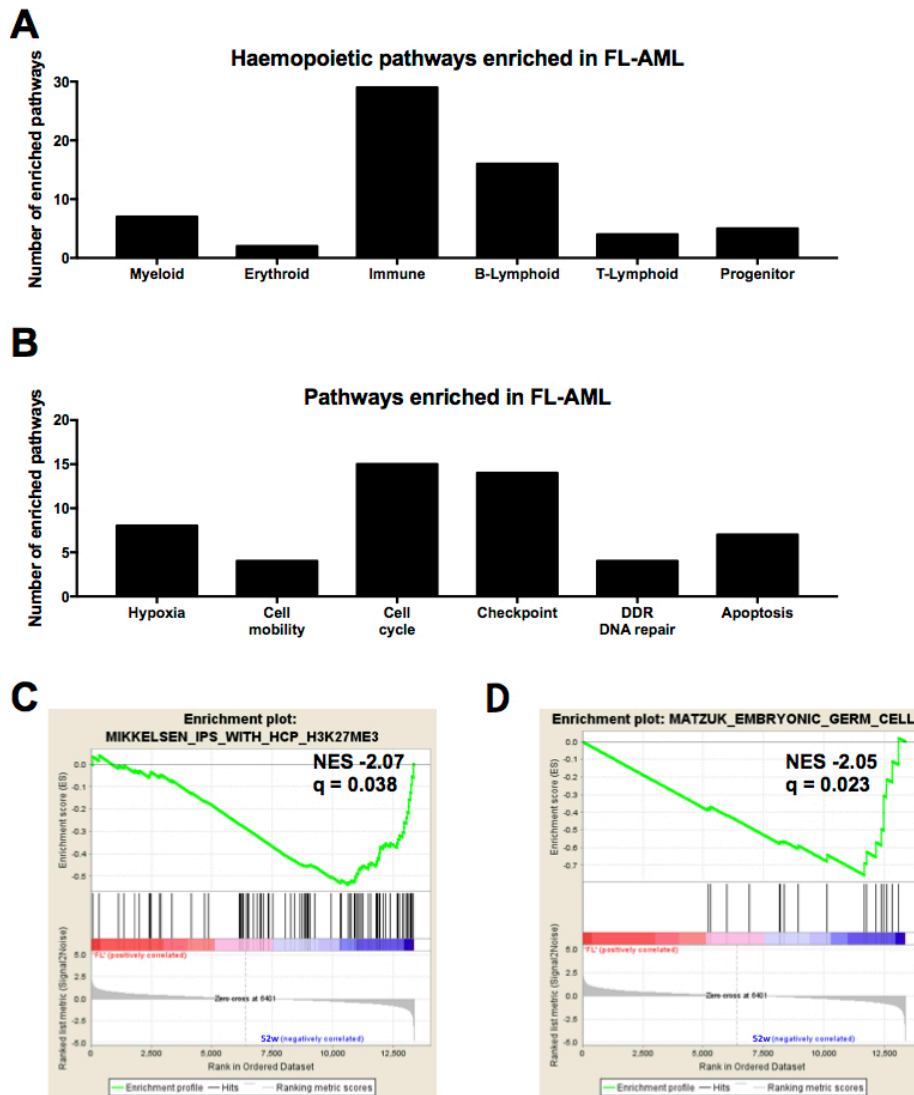 A
Haemopoietic pathways enriched in FL-AML
Number of enriched pathways
30
20
10
0
Myeloid Erythroid Immune B-Lymphoid T-Lymphoid Progenitor
B
Pathways enriched in FL-AML
Number of enriched pathways
20
15
10
5
0
Hypoxia Cell mobility Cell cycle Checkpoint DDR DNA repair Apoptosis
C
Enrichment plot:
MIKKELSEN_IPS_WITH_HCP_H3K27ME3
NES -2.07
q = 0.038
Enrichment score (ES)
0.0
-0.1
-0.2
-0.3
-0.4
-0.5
'FL' (positively correlated)
Ranked list metric (Signal2Noise)
5.0
2.5
0.0
-2.5
-5.0
Zero cross at 6401
52w (negatively correlated)
0 2,500 5,000 7,500 10,000 12,500
Rank in Ordered Dataset
Enrichment profile Hits Ranking metric scores
D
Enrichment plot: MATZUK_EMBRYONIC_GERM_CELL
NES -2.05
q = 0.023
Enrichment score (ES)
0.0
-0.1
-0.2
-0.3
-0.4
-0.5
-0.6
-0.7
'FL' (positively correlated)
Ranked list metric (Signal2Noise)
5.0
2.5
0.0
-2.5
-5.0
Zero cross at 6401
52w (negatively correlated)
0 2,500 5,000 7,500 10,000 12,500
Rank in Ordered Dataset
Enrichment profile Hits Ranking metric scores